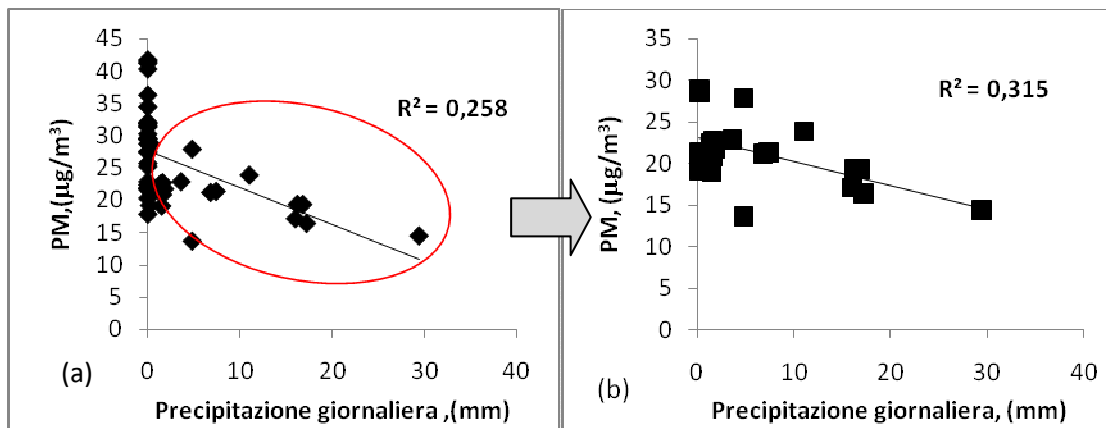 45
40
35
30
25
20
15
10
5
0
PM,(µg/m³)
R² = 0,258
0 10 20 30 40
Precipitazione giornaliera ,(mm)
(a)
35
30
25
20
15
10
5
0
PM, (µg/m³)
R² = 0,315
0 10 20 30 40
Precipitazione giornaliera, (mm)
(b)